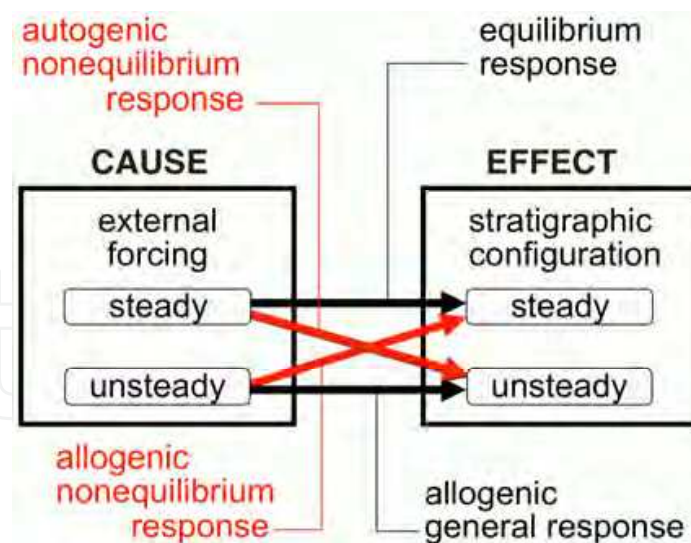 autogenic
nonequilibrium
response
equilibrium
response
CAUSE
EFFECT
external
forcing
steady
unsteady
stratigraphic
configuration
steady
unsteady
allogenic
nonequilibrium
response
allogenic
general response